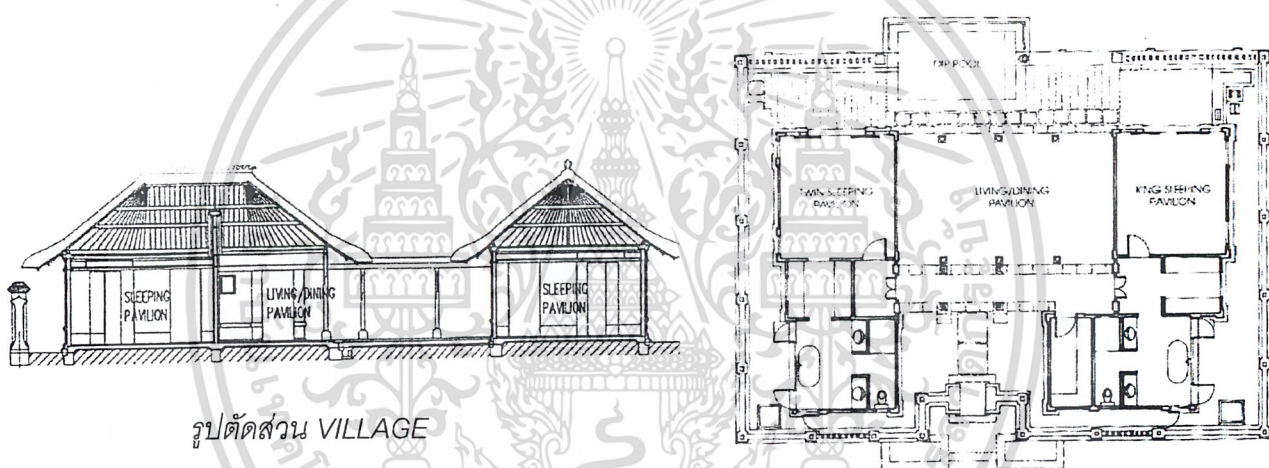 SLEEPING
PAVILION
LIVING/DINING
PAVILION
SLEEPING
PAVILION
รูปตัดส่วน VILLAGE
DIP POOL
TWIN SLEEPING
PAVILION
LIVING/DINING
PAVILION
KING SLEEPING
PAVILION